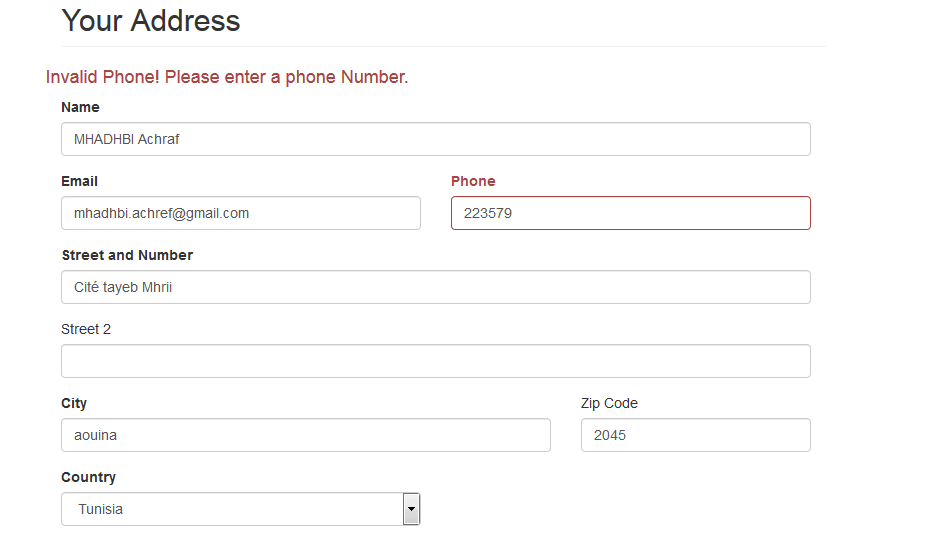 Your Address
Invalid Phone! Please enter a phone Number.
Name
MHADHBI Achraf
Email
Phone
mhadhbi.achref@gmail.com
223579
Street and Number
Cité tayeb Mhrii
Street 2
City
Zip Code
aouina
2045
Country
Tunisia